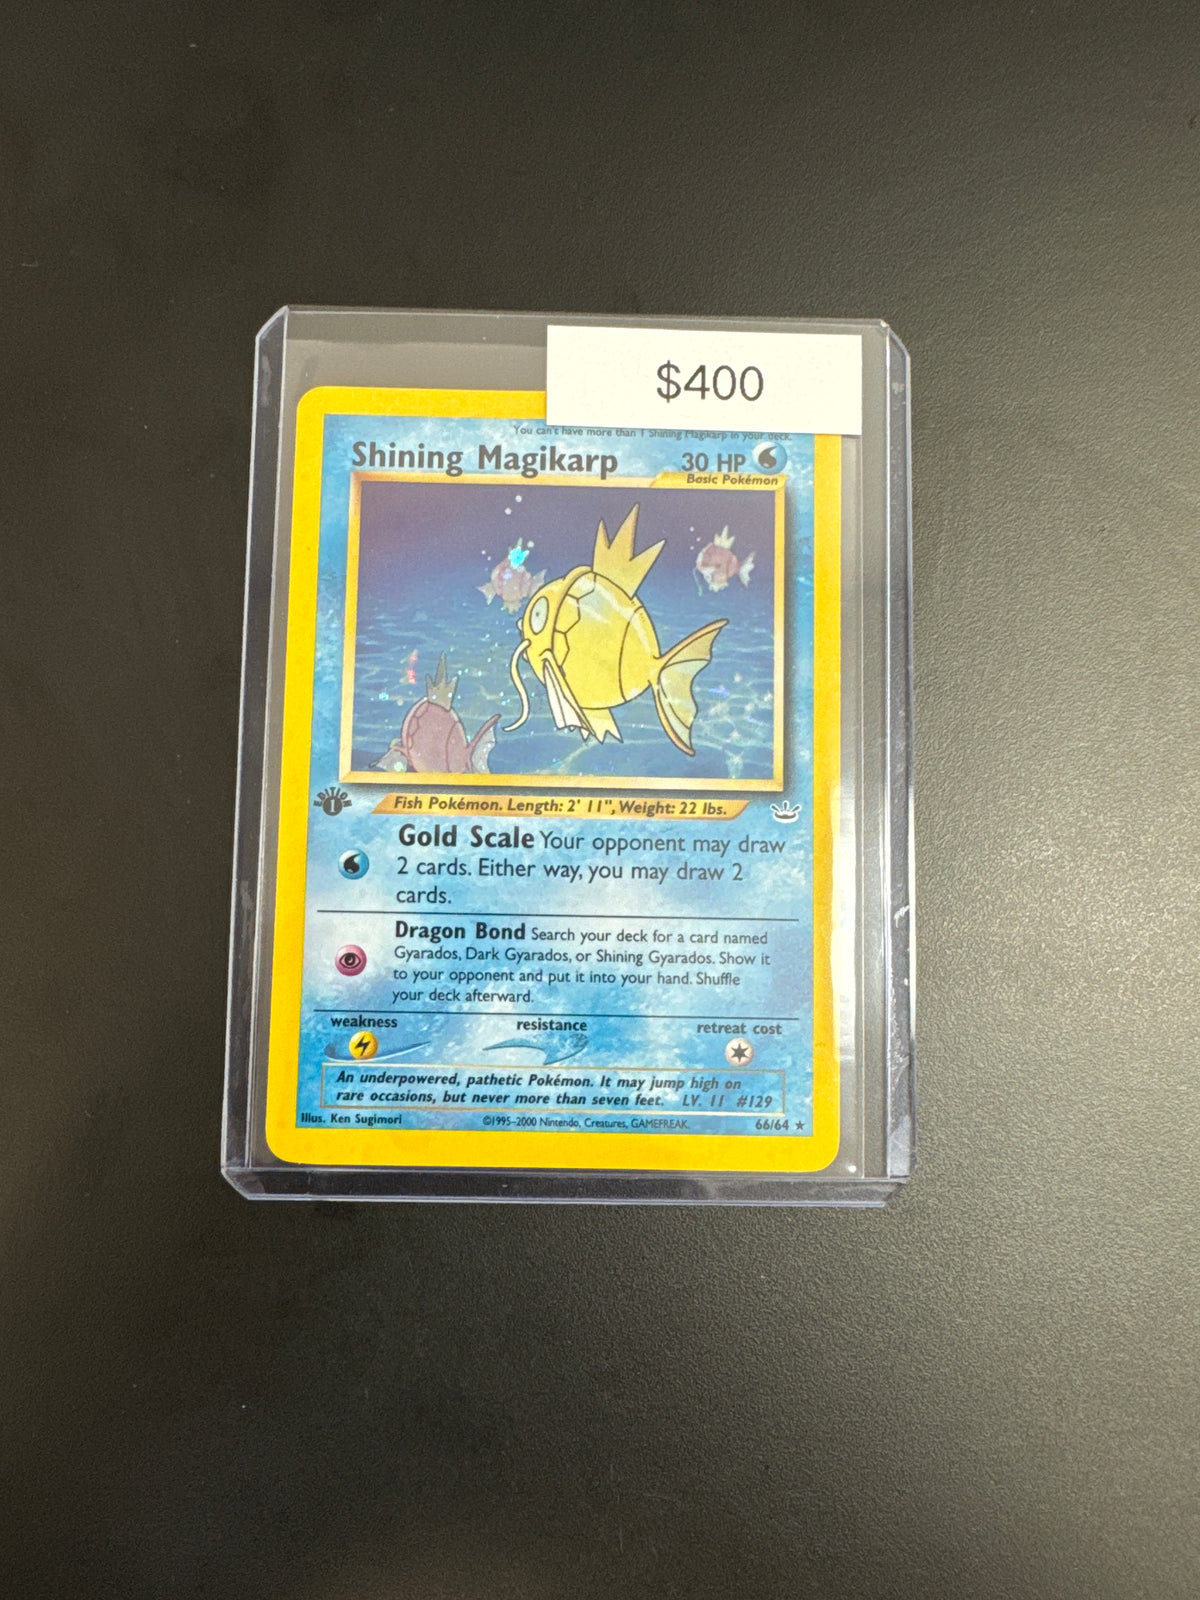 $400
You can't have more than 1 Shining Magikarp in your deck.
Shining Magikarp 30 HP
Basic Pokémon
EDITION 1
Fish Pokémon. Length: 2' 11", Weight: 22 lbs.
Gold Scale Your opponent may draw
2 cards. Either way, you may draw 2
cards.
Dragon Bond Search your deck for a card named
Gyarados, Dark Gyarados, or Shining Gyarados. Show it
to your opponent and put it into your hand. Shuffle
your deck afterward.
weakness resistance retreat cost
An underpowered, pathetic Pokémon. It may jump high on
rare occasions, but never more than seven feet. LV. 11 #129
Illus. Ken Sugimori ©1995-2000 Nintendo, Creatures, GAMEFREAK. 66/64 ★